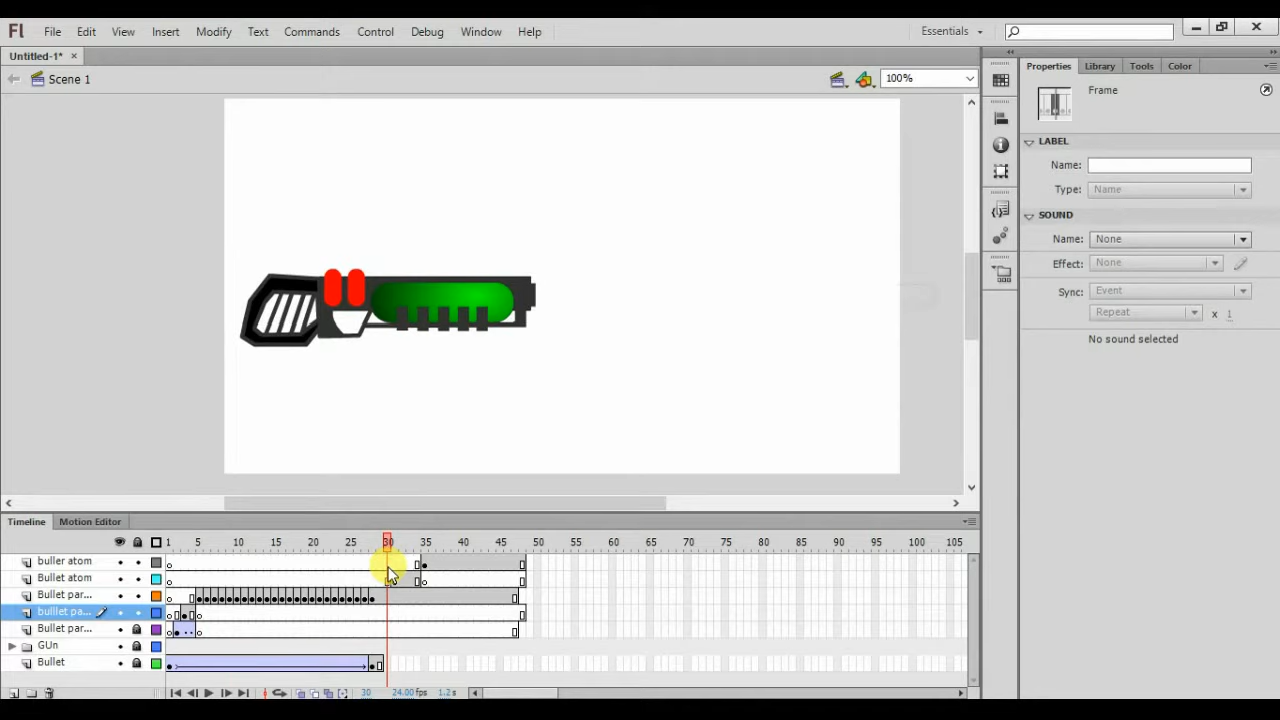 Fl File Edit View Insert Modify Text Commands Control Debug Window Help Essentials
Untitled-1*
Scene 1
100%
Properties Library Tools Color
Frame
LABEL
Name:
Type: Name
SOUND
Name: None
Effect: None
Sync: Event
Repeat x 1
No sound selected
Timeline Motion Editor
1 5 10 15 20 25 30 35 40 45 50 55 60 65 70 75 80 85 90 95 100 105
buller atom
Bullet atom
Bullet par...
bulllet pa...
Bullet par...
GUn
Bullet
30 24.00 fps 1.2 s